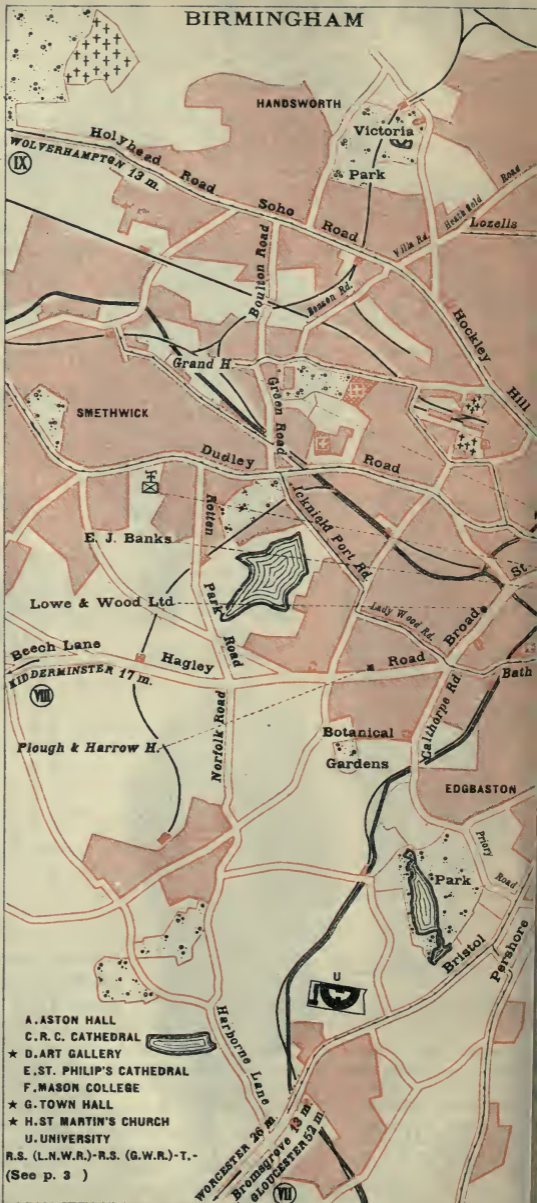 BIRMINGHAM
HANDSWORTH
Victoria
Park
Holyhead Road
WOLVERHAMPTON 13 m.
IX
Soho Road
Villa Rd.
Heathfield Road
Lozells
Boulton Road
Benson Rd.
Hockley Hill
Grand H.
Green Road
SMETHWICK
Dudley Road
H
E. J. Banks
Rotten Park Road
Icknield Port Rd.
Lowe & Wood Ltd
Lady Wood Rd.
Broad St
Beech Lane
Hagley Road
Bath
KIDDERMINSTER 17 m.
VIII
Calthorpe Rd.
Norfolk Road
Plough & Harrow H.
Botanical
Gardens
EDGBASTON
Priory Road
Park
Bristol
Pershore
U
Harborne Lane
A. ASTON HALL
C. R. C. CATHEDRAL
★ D. ART GALLERY
E. ST. PHILIP'S CATHEDRAL
F. MASON COLLEGE
★ G. TOWN HALL
★ H. ST MARTIN'S CHURCH
U. UNIVERSITY
R.S. (L.N.W.R.)-R.S. (G.W.R.)-T.-
(See p. 3 )
WORCESTER 26 m.
Bromsgrove 13 m.
GLOUCESTER 52 m.
VII